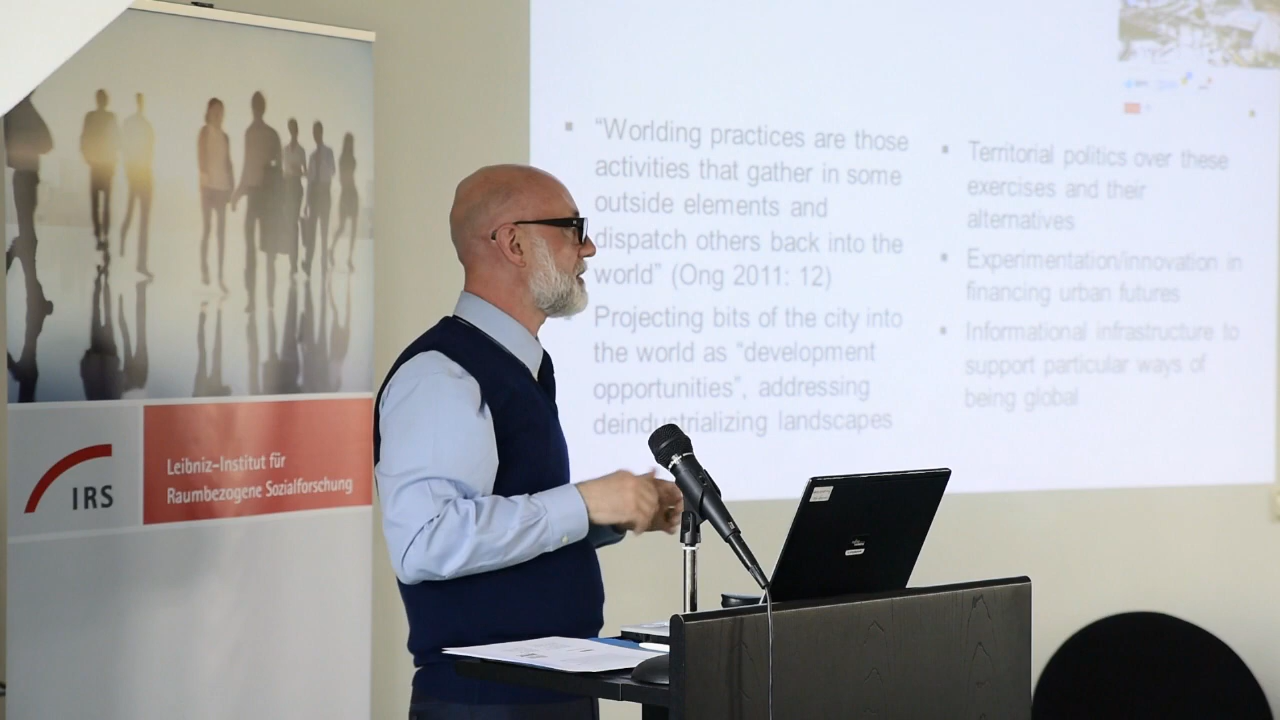 IRS
Leibniz-Institut für
Raumbezogene Sozialforschung
“Worlding practices are those
activities that gather in some
outside elements and
dispatch others back into the
world” (Ong 2011: 12)
Projecting bits of the city into
the world as “development
opportunities”, addressing
deindustrializing landscapes
Territorial politics over these
exercises and their
alternatives
Experimentation/innovation in
financing urban futures
Informational infrastructure to
support particular ways of
being global